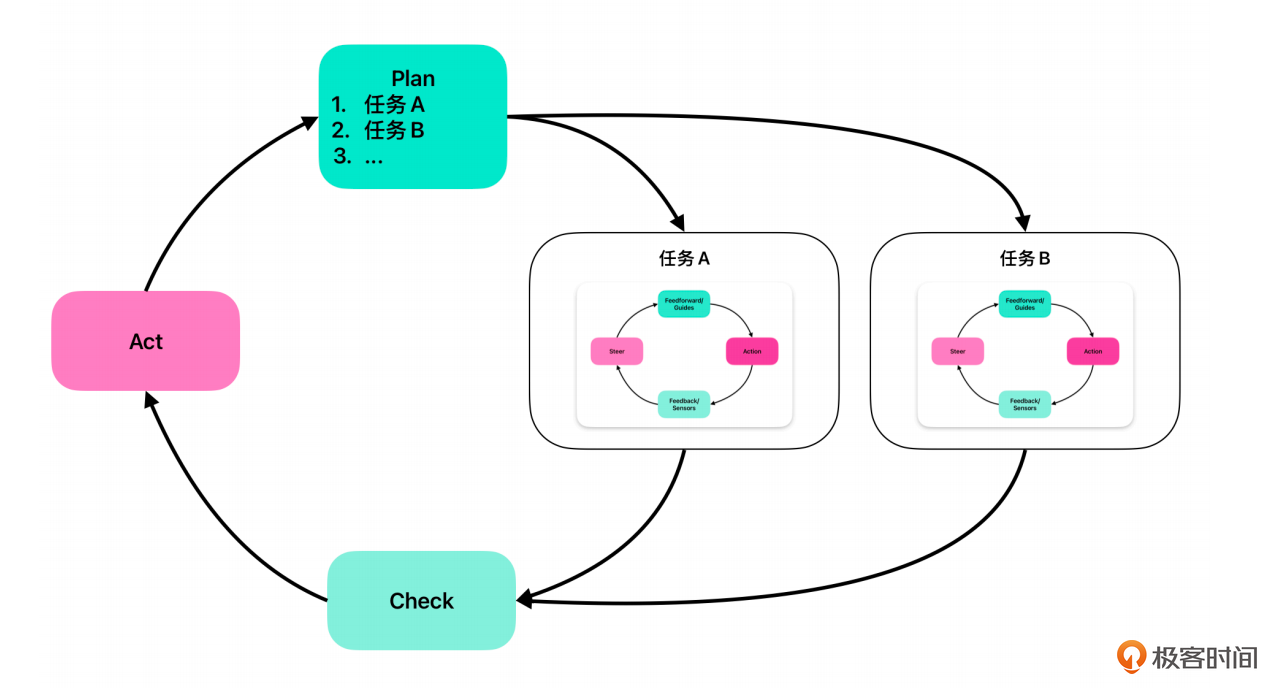 Plan
1. 任务 A
2. 任务 B
3. ...
任务 A
Feedforward/
Guides
Steer
Action
Feedback/
Sensors
任务 B
Feedforward/
Guides
Steer
Action
Feedback/
Sensors
Act
Check
极客时间